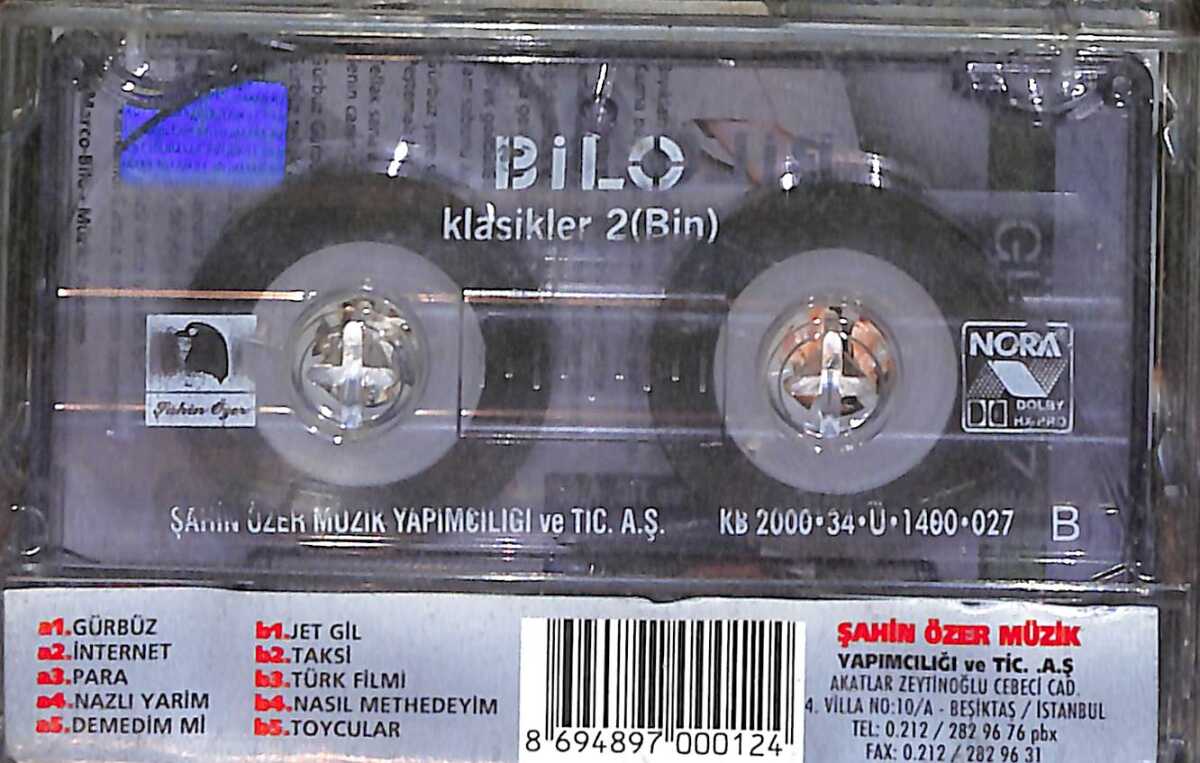 BiLO
klasikler 2(Bin)
Şahin Özer
NORA
DOLBY
HX-PRO
ŞAHİN ÖZER MÜZİK YAPIMCILIĞI ve TİC. A.Ş.
KB 2000•34•Ü•1400•027
B
a1.GÜRBÜZ
a2.İNTERNET
a3.PARA
a4.NAZLI YARİM
a5.DEMEDİM Mİ
b1.JET GİL
b2.TAKSİ
b3.TÜRK FİLMİ
b4.NASIL METHEDEYİM
b5.TOYCULAR
8 694897 000124
ŞAHİN ÖZER MÜZİK
YAPIMCILIĞI ve TİC. .A.Ş
AKATLAR ZEYTİNOĞLU CEBECİ CAD.
4. VİLLA NO:10/A - BEŞİKTAŞ / İSTANBUL
TEL: 0.212 / 282 96 76 pbx
FAX: 0.212 / 282 96 31